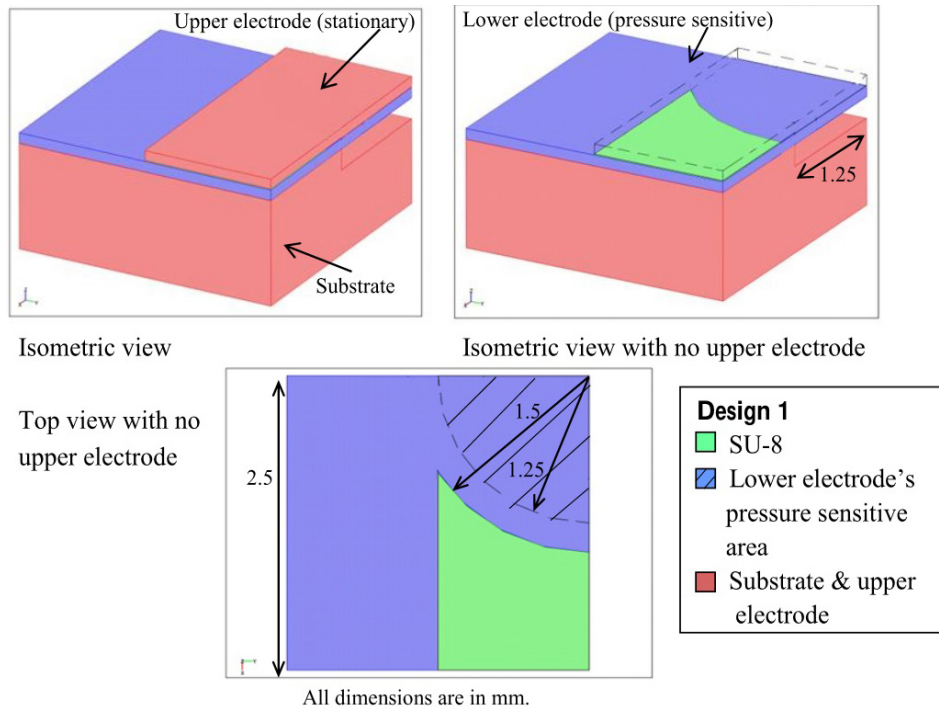 Upper electrode (stationary)
Substrate
Isometric view
Lower electrode (pressure sensitive)
1.25
Isometric view with no upper electrode
Top view with no
upper electrode
2.5
1.5
1.25
All dimensions are in mm.
Design 1
SU-8
Lower electrode's
pressure sensitive
area
Substrate & upper
electrode